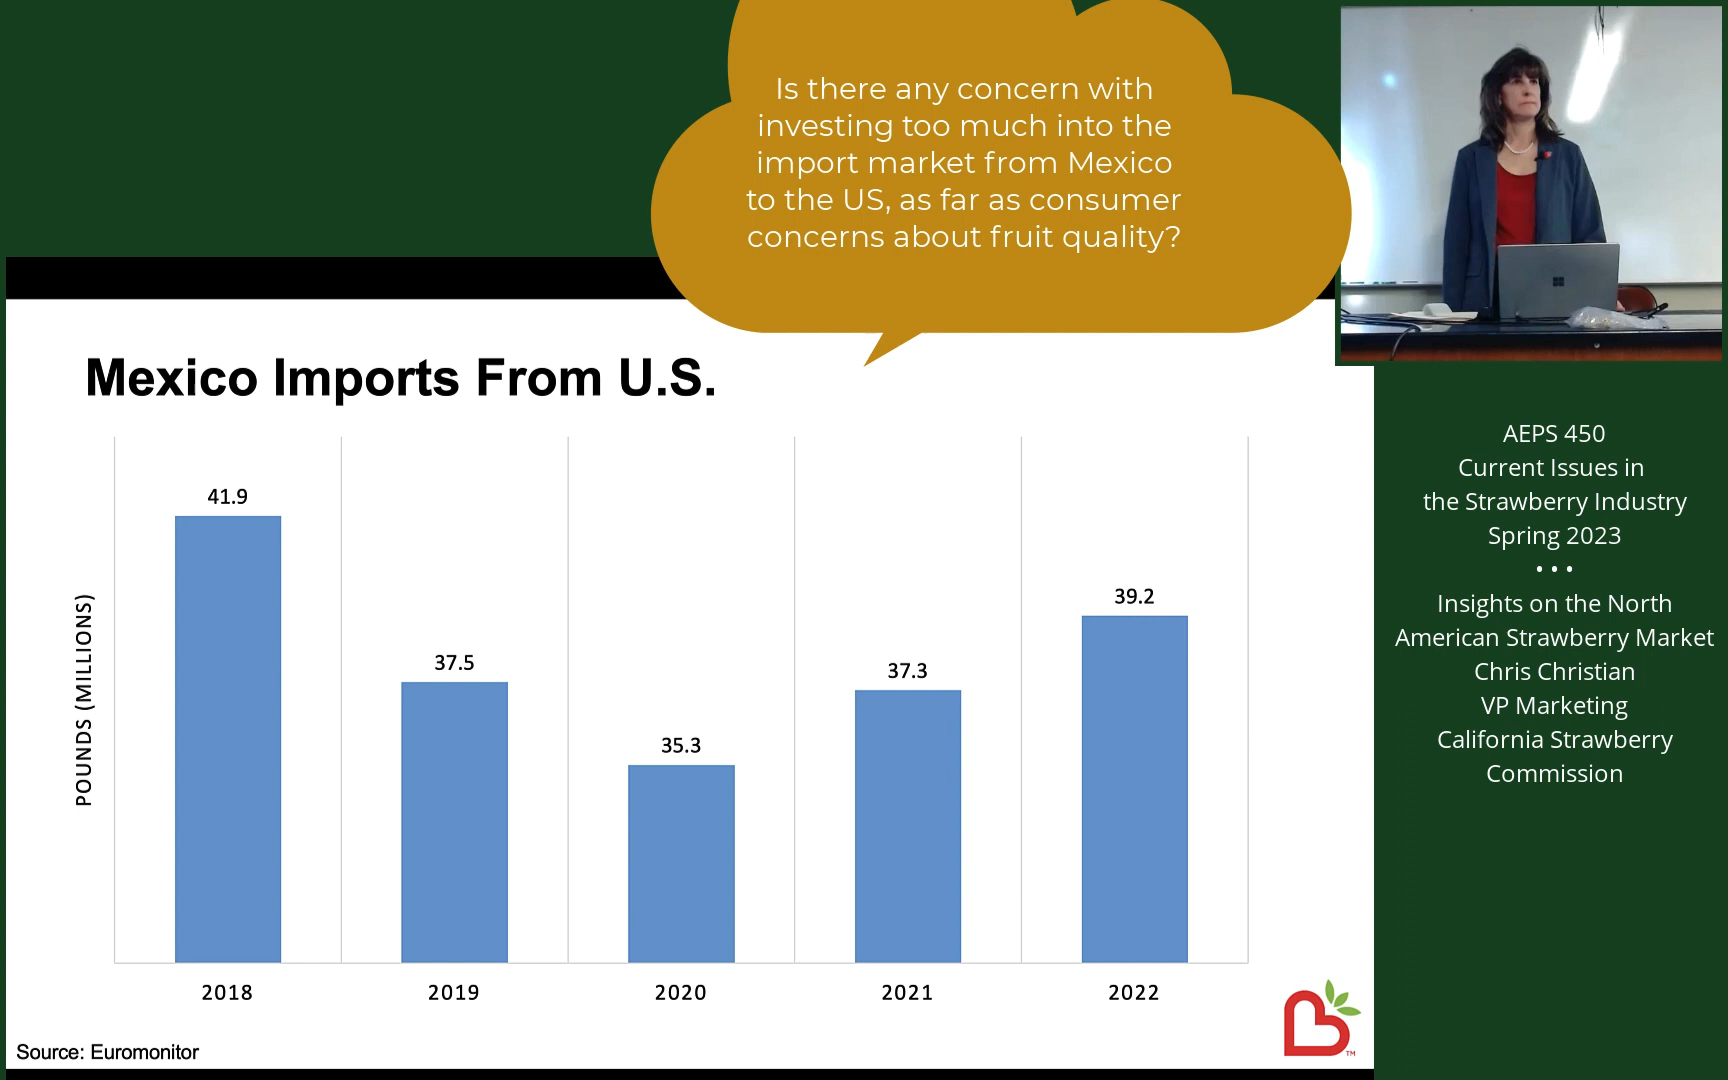 Is there any concern with
investing too much into the
import market from Mexico
to the US, as far as consumer
concerns about fruit quality?
Mexico Imports From U.S.
POUNDS (MILLIONS)
41.9
37.5
35.3
37.3
39.2
2018
2019
2020
2021
2022
Source: Euromonitor
TM
AEPS 450
Current Issues in
the Strawberry Industry
Spring 2023
• • •
Insights on the North
American Strawberry Market
Chris Christian
VP Marketing
California Strawberry
Commission